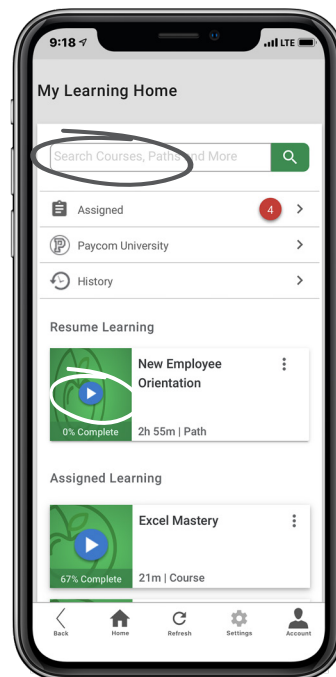 9:18
LTE
My Learning Home
Search Courses, Paths and More
Assigned
4
Paycom University
History
Resume Learning
New Employee
Orientation
0% Complete
2h 55m | Path
Assigned Learning
Excel Mastery
67% Complete
21m | Course
Back
Home
Refresh
Settings
Account